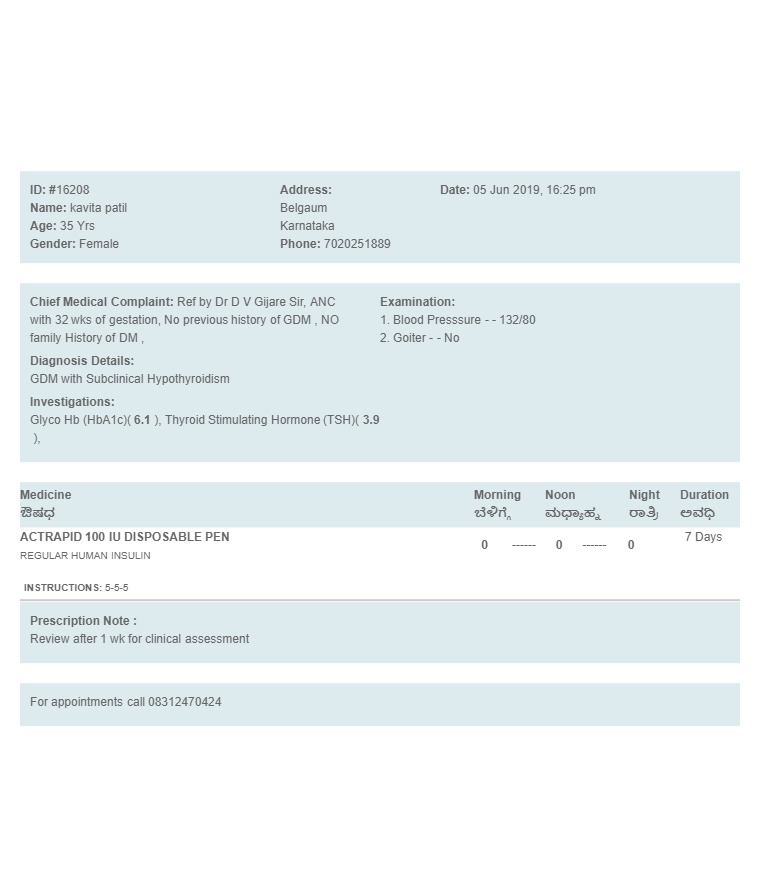 ID: #16208
Name: kavita patil
Age: 35 Yrs
Gender: Female
Address:
Belgaum
Karnataka
Phone: 7020251889
Date: 05 Jun 2019, 16:25 pm
Chief Medical Complaint: Ref by Dr D V Gijare Sir, ANC
with 32 wks of gestation, No previous history of GDM , NO
family History of DM ,
Diagnosis Details:
GDM with Subclinical Hypothyroidism
Investigations:
Glyco Hb (HbA1c)( 6.1 ), Thyroid Stimulating Hormone (TSH)( 3.9
),
Examination:
1. Blood Presssure - - 132/80
2. Goiter - - No
Medicine Morning Noon Night Duration
ಔಷಧ ಬೆಳಿಗ್ಗೆ ಮಧ್ಯಾಹ್ನ ರಾತ್ರಿ ಅವಧಿ
ACTRAPID 100 IU DISPOSABLE PEN 7 Days
0 ------ 0 ------ 0
REGULAR HUMAN INSULIN
INSTRUCTIONS: 5-5-5
Prescription Note :
Review after 1 wk for clinical assessment
For appointments call 08312470424